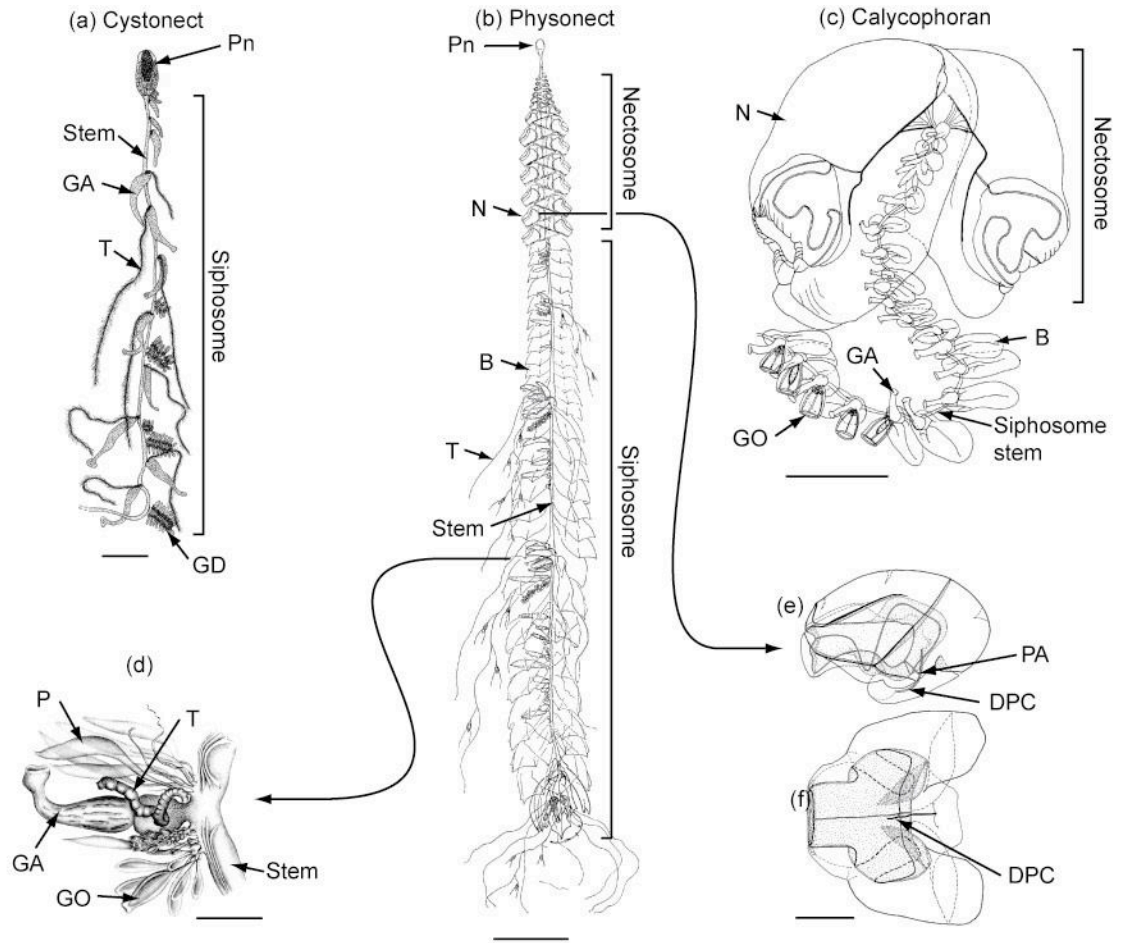 (a) Cystonect
Pn
Stem
GA
T
Siphosome
GD
(b) Physonect
Pn
Nectosome
N
B
T
Siphosome
Stem
(c) Calycophoran
N
Nectosome
B
GA
GO
Siphosome
stem
(d)
P
T
GA
GO
Stem
(e)
PA
DPC
(f)
DPC